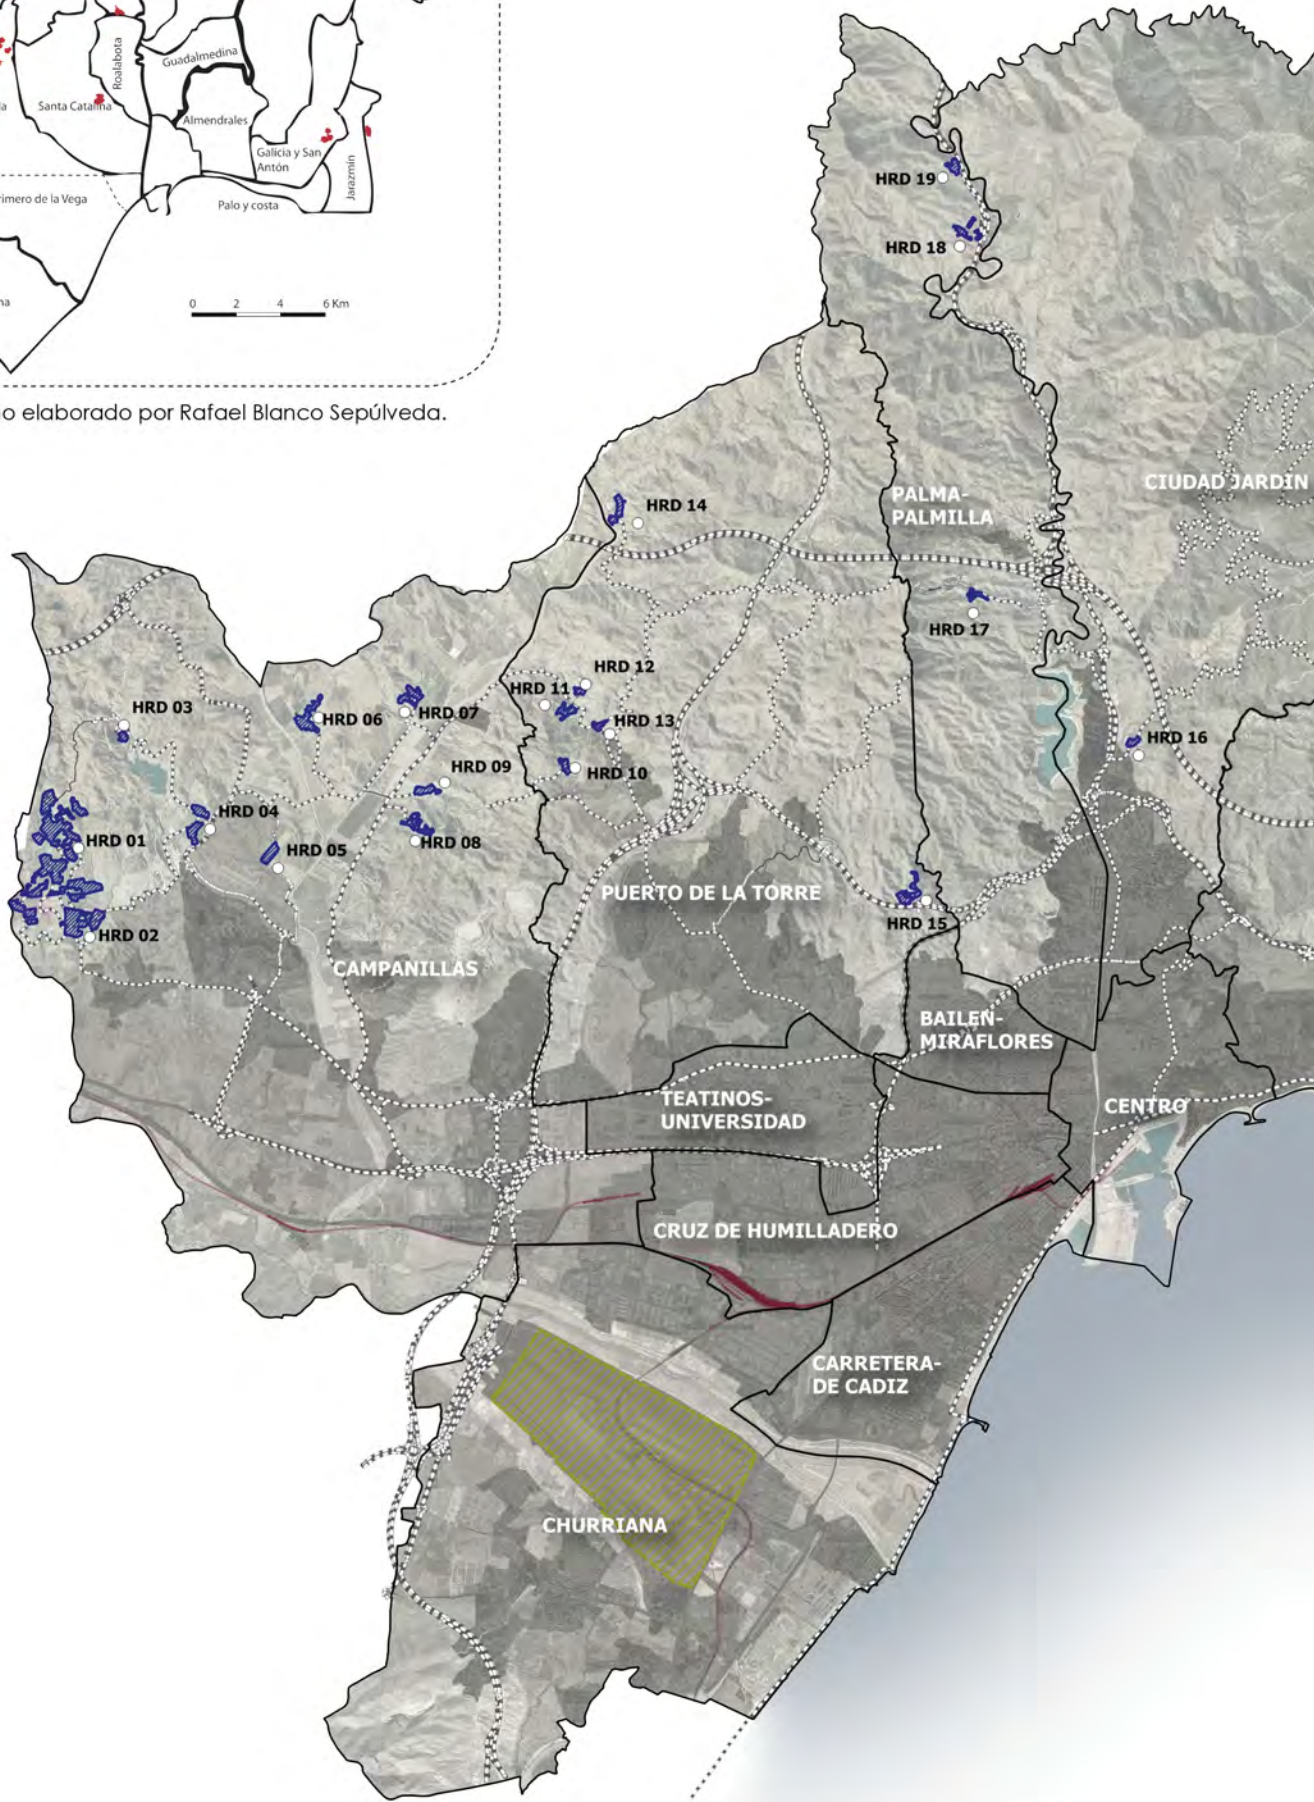 Roalabota
Guadalmedina
Santa Catalina
Almendrales
Galicia y San
Antón
Jarazmín
Palo y costa
rimero de la Vega
0 2 4 6 Km
o elaborado por Rafael Blanco Sepúlveda.
HRD 19
HRD 18
CIUDAD JARDIN
PALMA-
PALMILLA
HRD 14
HRD 17
HRD 12
HRD 11
HRD 03
HRD 06
HRD 07
HRD 13
HRD 16
HRD 10
HRD 09
HRD 04
HRD 01
HRD 05
HRD 08
PUERTO DE LA TORRE
HRD 15
HRD 02
CAMPANILLAS
BAILEN-
MIRAFLORES
TEATINOS-
UNIVERSIDAD
CENTRO
CRUZ DE HUMILLADERO
CARRETERA-
DE CADIZ
CHURRIANA